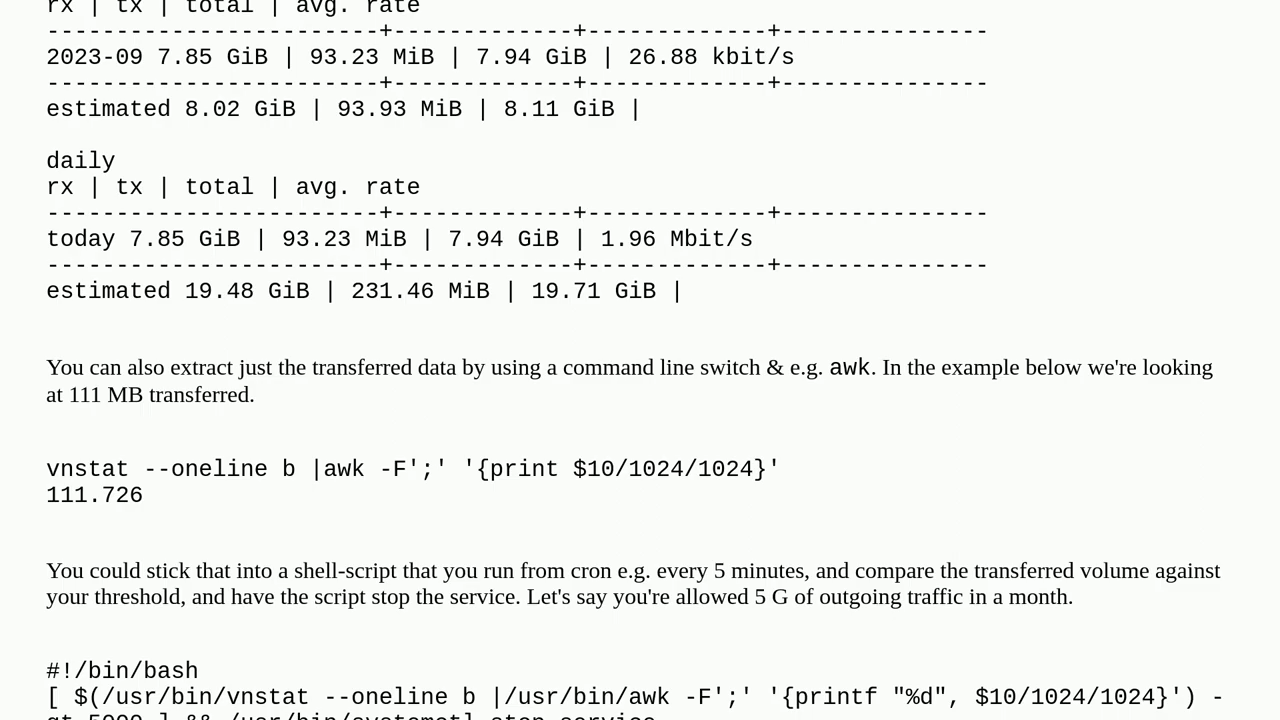 rx | tx | total | avg. rate
------------------------+-------------+-------------+---------------
2023-09 7.85 GiB | 93.23 MiB | 7.94 GiB | 26.88 kbit/s
------------------------+-------------+-------------+---------------
estimated 8.02 GiB | 93.93 MiB | 8.11 GiB |
daily
rx | tx | total | avg. rate
------------------------+-------------+-------------+---------------
today 7.85 GiB | 93.23 MiB | 7.94 GiB | 1.96 Mbit/s
------------------------+-------------+-------------+---------------
estimated 19.48 GiB | 231.46 MiB | 19.71 GiB |
You can also extract just the transferred data by using a command line switch & e.g. awk. In the example below we're looking
at 111 MB transferred.
vnstat --oneline b |awk -F';' '{print $10/1024/1024}'
111.726
You could stick that into a shell-script that you run from cron e.g. every 5 minutes, and compare the transferred volume against
your threshold, and have the script stop the service. Let's say you're allowed 5 G of outgoing traffic in a month.
#!/bin/bash
[ $(/usr/bin/vnstat --oneline b |/usr/bin/awk -F';' '{printf "%d", $10/1024/1024}') -
gt 5000 ] && /usr/bin/systemctl stop service